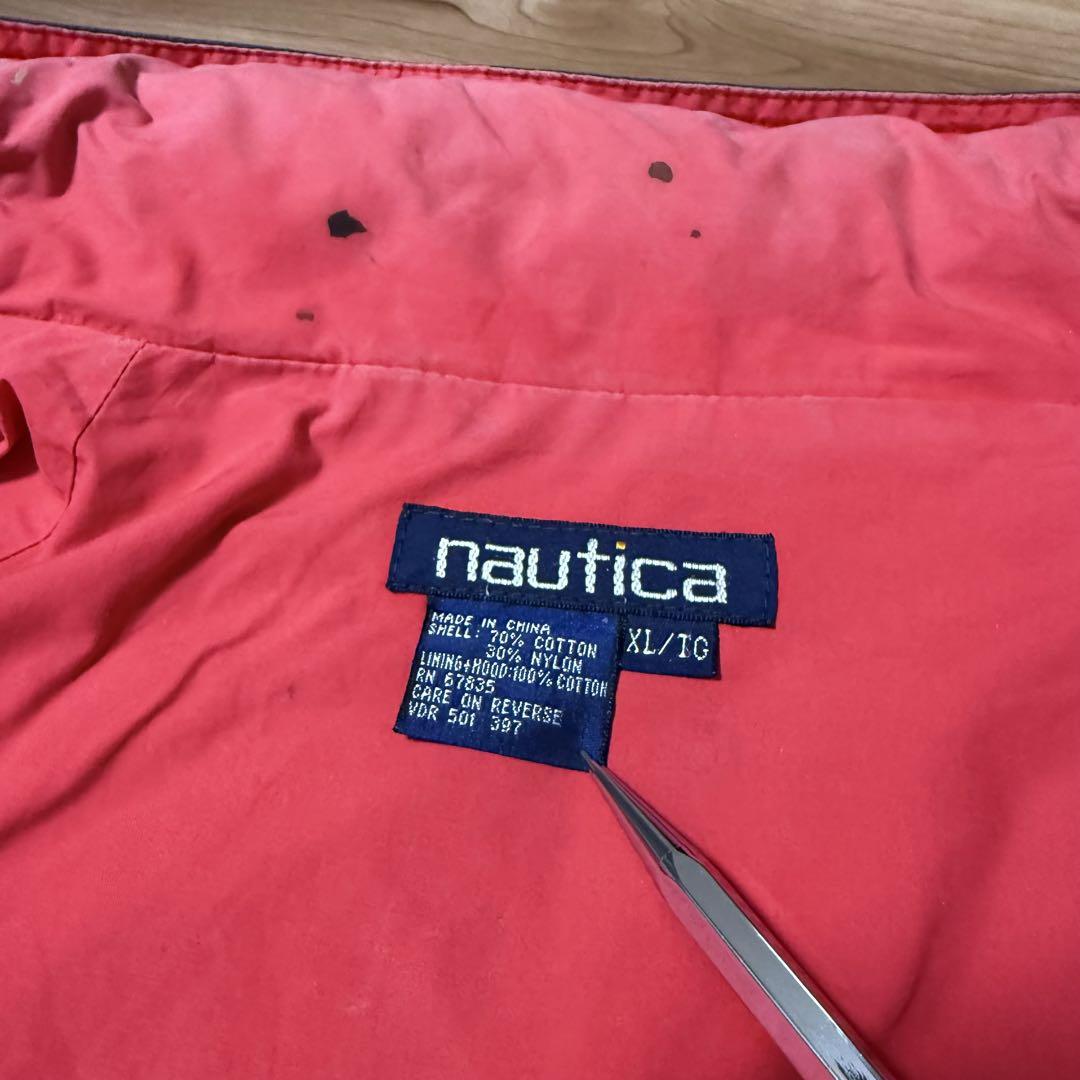 nautica
MADE IN CHINA
SHELL: 70% COTTON
30% NYLON
LINING+HOOD:100% COTTON
RN 67835
CARE ON REVERSE
VDR 501 397
XL/TG